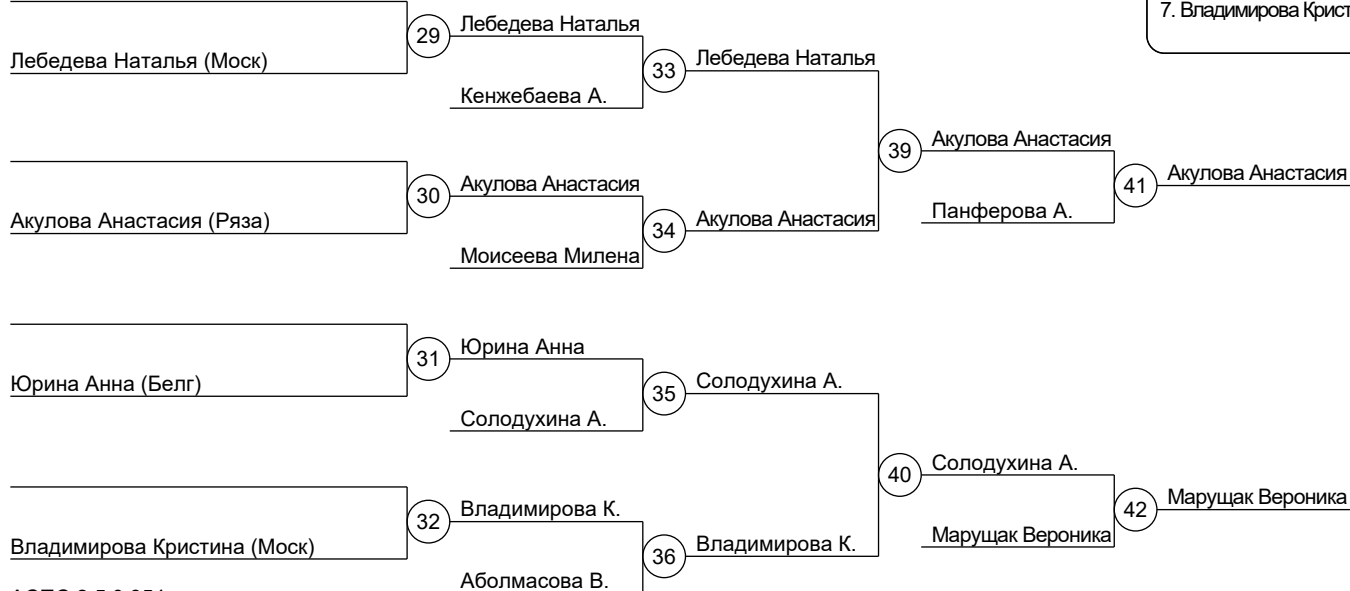 7. Владимирова
29
Лебедева Наталья
Лебедева Наталья (Моск)
33
Лебедева Наталья
Кенжебаева А.
39
Акулова Анастасия
30
Акулова Анастасия
41
Акулова Анастасия
Акулова Анастасия (Ряза)
34
Акулова Анастасия
Панферова А.
Моисеева Милена
31
Юрина Анна
Юрина Анна (Белг)
35
Солодухина А.
Солодухина А.
40
Солодухина А.
32
Владимирова К.
42
Марущак Вероника
Владимирова Кристина (Моск)
36
Владимирова К.
Марущак Вероника
Аболмасова В.